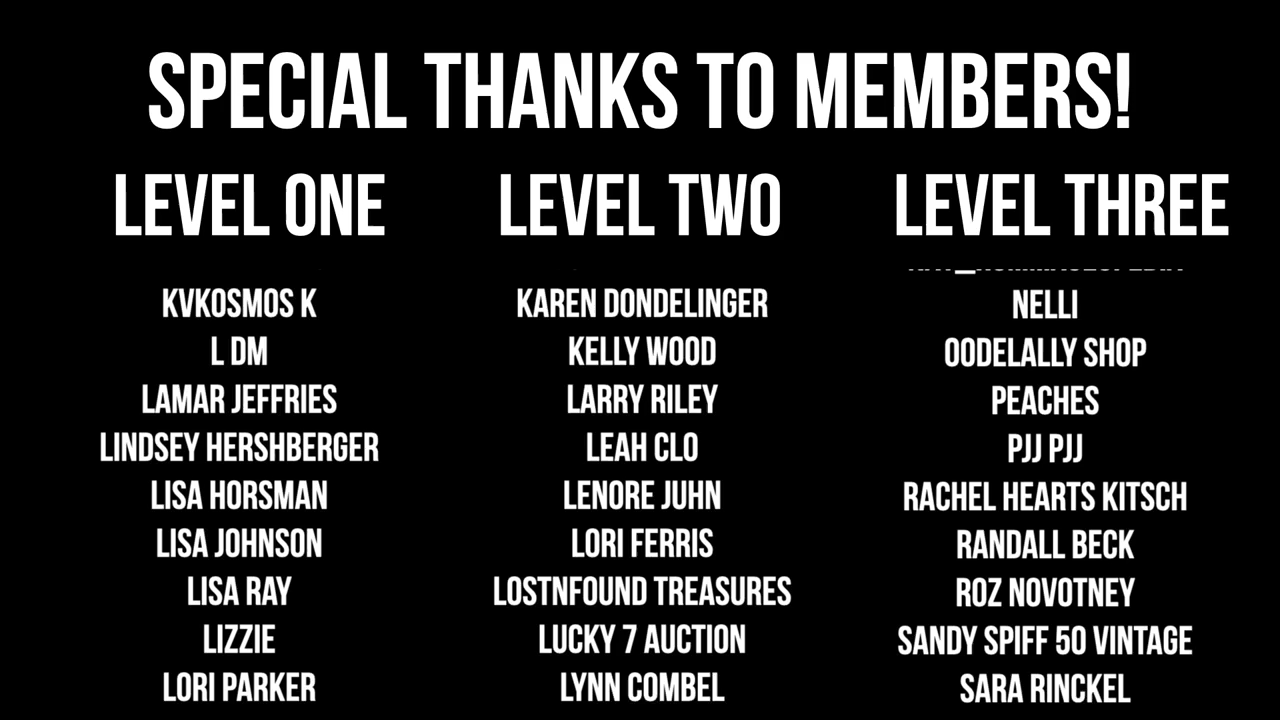 SPECIAL THANKS TO MEMBERS!
LEVEL ONE
KVKOSMOS K
L DM
LAMAR JEFFRIES
LINDSEY HERSHBERGER
LISA HORSMAN
LISA JOHNSON
LISA RAY
LIZZIE
LORI PARKER
LEVEL TWO
KAREN DONDELINGER
KELLY WOOD
LARRY RILEY
LEAH CLO
LENORE JUHN
LORI FERRIS
LOSTNFOUND TREASURES
LUCKY 7 AUCTION
LYNN COMBEL
LEVEL THREE
NELLI
OODELALLY SHOP
PEACHES
PJJ PJJ
RACHEL HEARTS KITSCH
RANDALL BECK
ROZ NOVOTNEY
SANDY SPIFF 50 VINTAGE
SARA RINCKEL